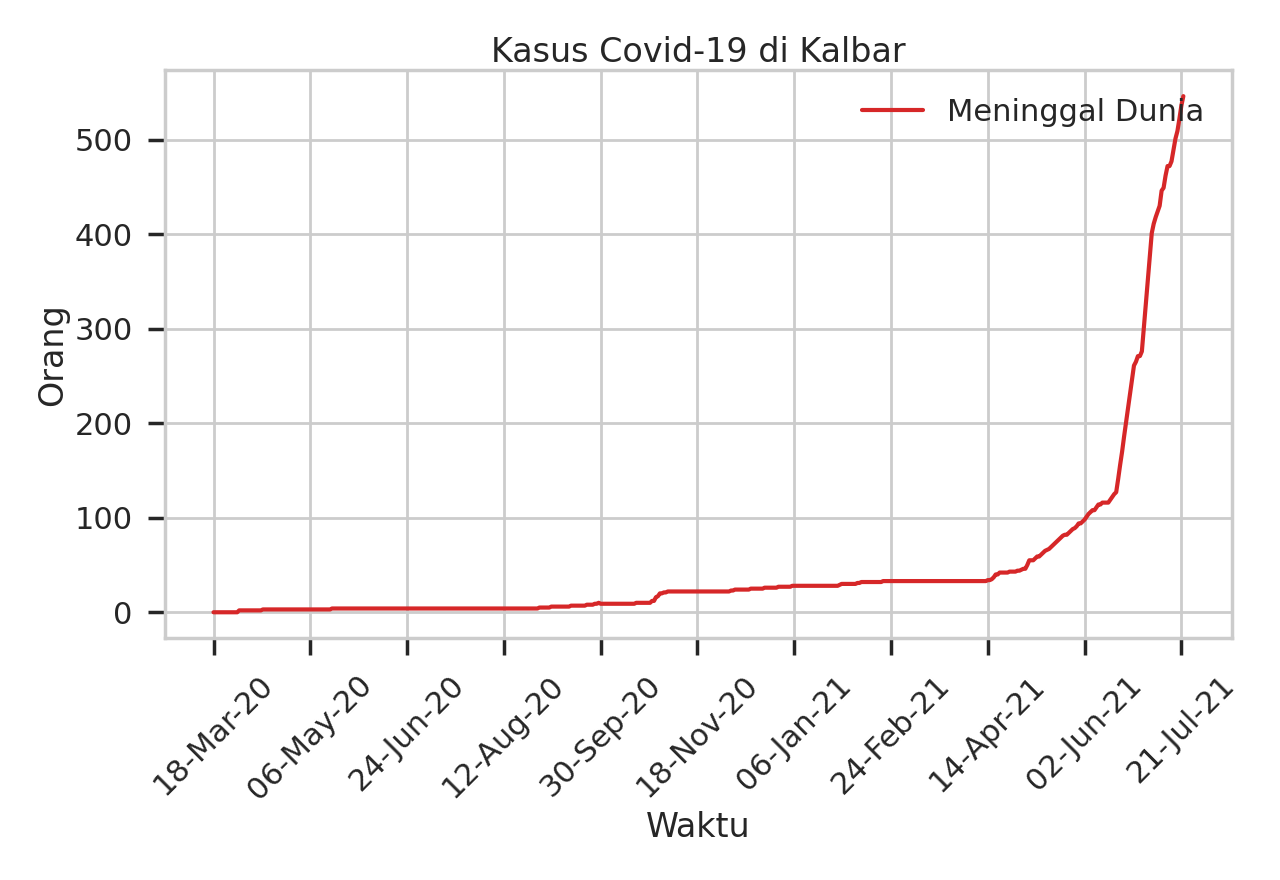 Kasus Covid-19 di Kalbar
Meninggal Dunia
Orang
500
400
300
200
100
0
18-Mar-20
06-May-20
24-Jun-20
12-Aug-20
30-Sep-20
18-Nov-20
06-Jan-21
24-Feb-21
14-Apr-21
02-Jun-21
21-Jul-21
Waktu